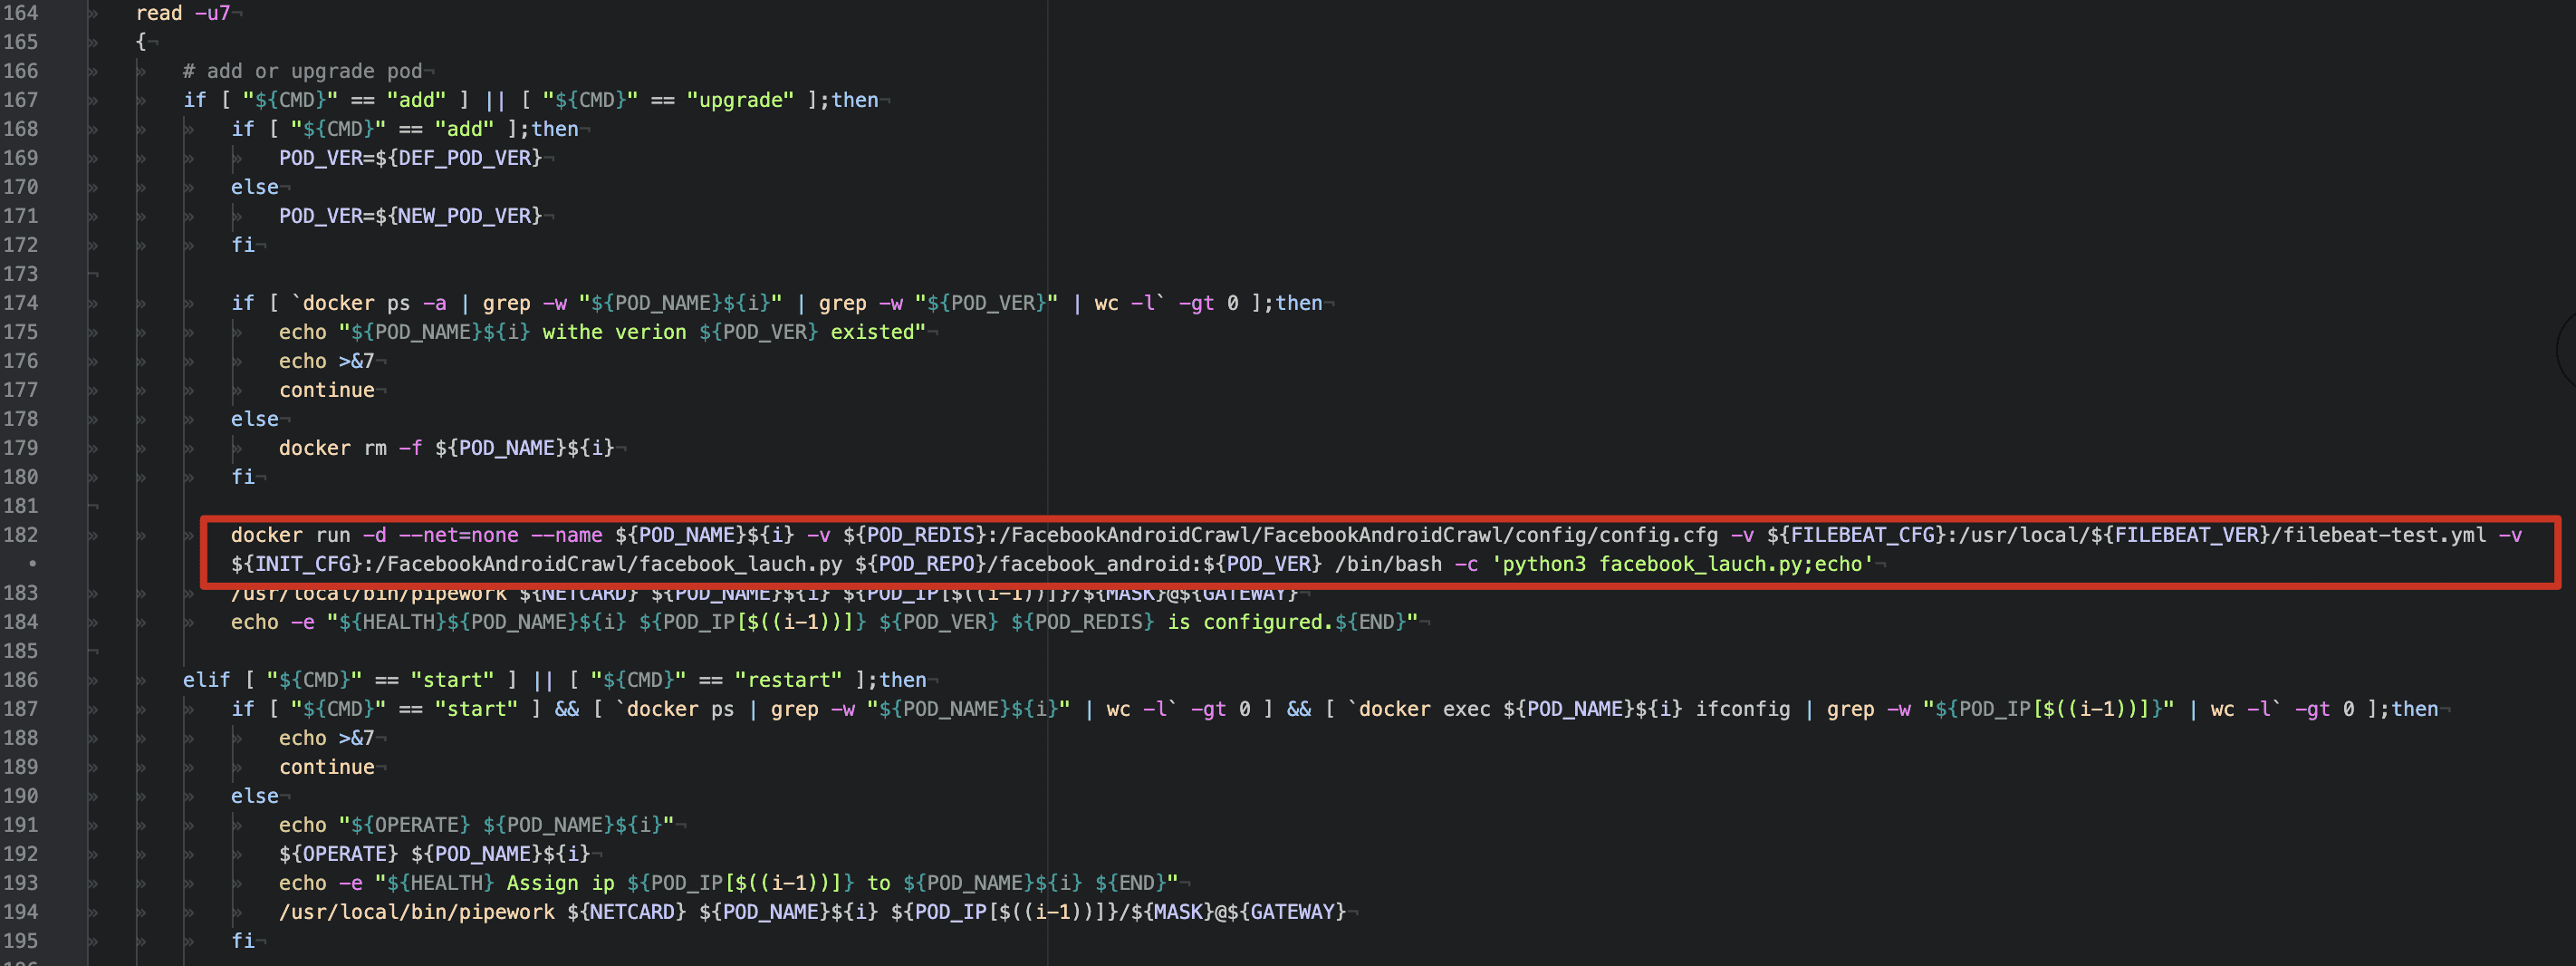 164 read -u7
165 {
166 # add or upgrade pod
167 if [ "${CMD}" == "add" ] || [ "${CMD}" == "upgrade" ];then
168 if [ "${CMD}" == "add" ];then
169 POD_VER=${DEF_POD_VER}
170 else
171 POD_VER=${NEW_POD_VER}
172 fi
173
174 if [ `docker ps -a | grep -w "${POD_NAME}${i}" | grep -w "${POD_VER}" | wc -l` -gt 0 ];then
175 echo "${POD_NAME}${i} withe verion ${POD_VER} existed"
176 echo >&7
177 continue
178 else
179 docker rm -f ${POD_NAME}${i}
180 fi
181
182 docker run -d --net=none --name ${POD_NAME}${i} -v ${POD_REDIS}:/FacebookAndroidCrawl/FacebookAndroidCrawl/config/config.cfg -v ${FILEBEAT_CFG}:/usr/local/${FILEBEAT_VER}/filebeat-test.yml -v
${INIT_CFG}:/FacebookAndroidCrawl/facebook_lauch.py ${POD_REPO}/facebook_android:${POD_VER} /bin/bash -c 'python3 facebook_lauch.py;echo'
183 /usr/local/bin/pipework ${NETCARD} ${POD_NAME}${i} ${POD_IP[$((i-1))]}/${MASK}@${GATEWAY}
184 echo -e "${HEALTH}${POD_NAME}${i} ${POD_IP[$((i-1))]} ${POD_VER} ${POD_REDIS} is configured.${END}"
185
186 elif [ "${CMD}" == "start" ] || [ "${CMD}" == "restart" ];then
187 if [ "${CMD}" == "start" ] && [ `docker ps | grep -w "${POD_NAME}${i}" | wc -l` -gt 0 ] && [ `docker exec ${POD_NAME}${i} ifconfig | grep -w "${POD_IP[$((i-1))]}" | wc -l` -gt 0 ];then
188 echo >&7
189 continue
190 else
191 echo "${OPERATE} ${POD_NAME}${i}"
192 ${OPERATE} ${POD_NAME}${i}
193 echo -e "${HEALTH} Assign ip ${POD_IP[$((i-1))]} to ${POD_NAME}${i} ${END}"
194 /usr/local/bin/pipework ${NETCARD} ${POD_NAME}${i} ${POD_IP[$((i-1))]}/${MASK}@${GATEWAY}
195 fi